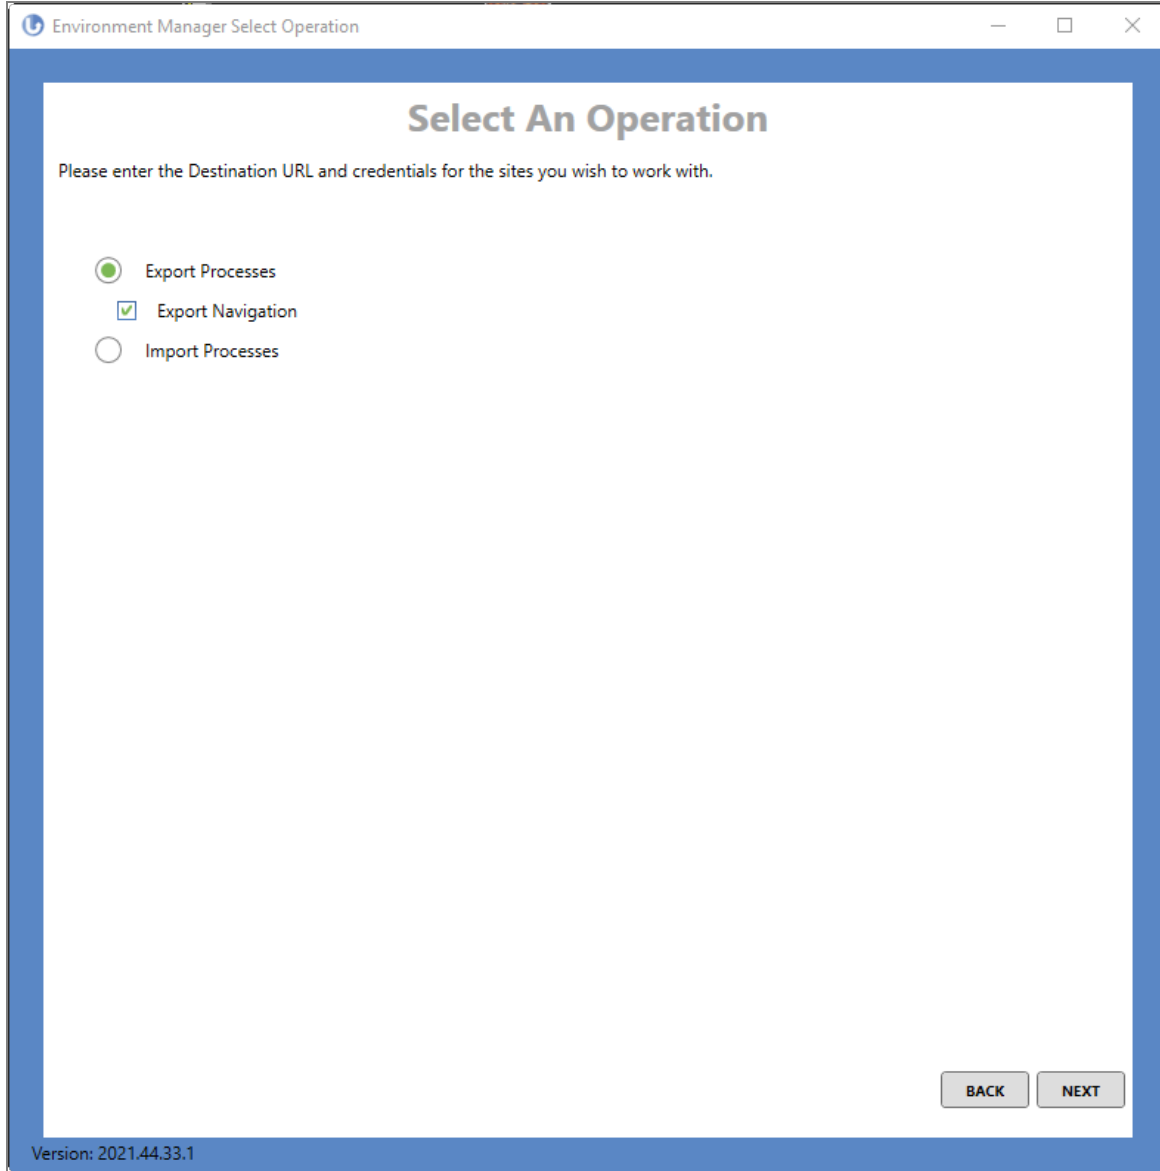 Environment Manager Select Operation
Select An Operation
Please enter the Destination URL and credentials for the sites you wish to work with.
Export Processes
Export Navigation
Import Processes
BACK NEXT
Version: 2021.44.33.1